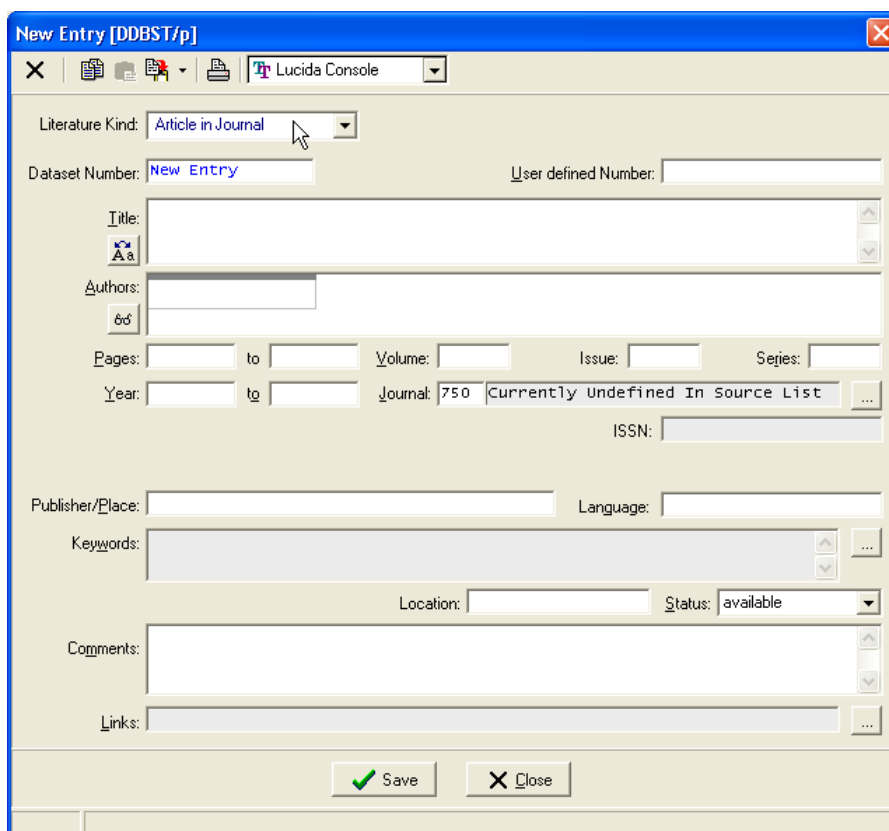 New Entry [DDBST/p]
Lucida Console
Literature Kind: Article in Journal
Dataset Number: New Entry User defined Number:
Title:
Aa
Authors:
Pages: to Volume: Issue: Series:
Year: to Journal: 750 Currently Undefined In Source List ...
ISSN:
Publisher/Place: Language:
Keywords: ...
Location: Status: available
Comments:
Links: ...
Save Close